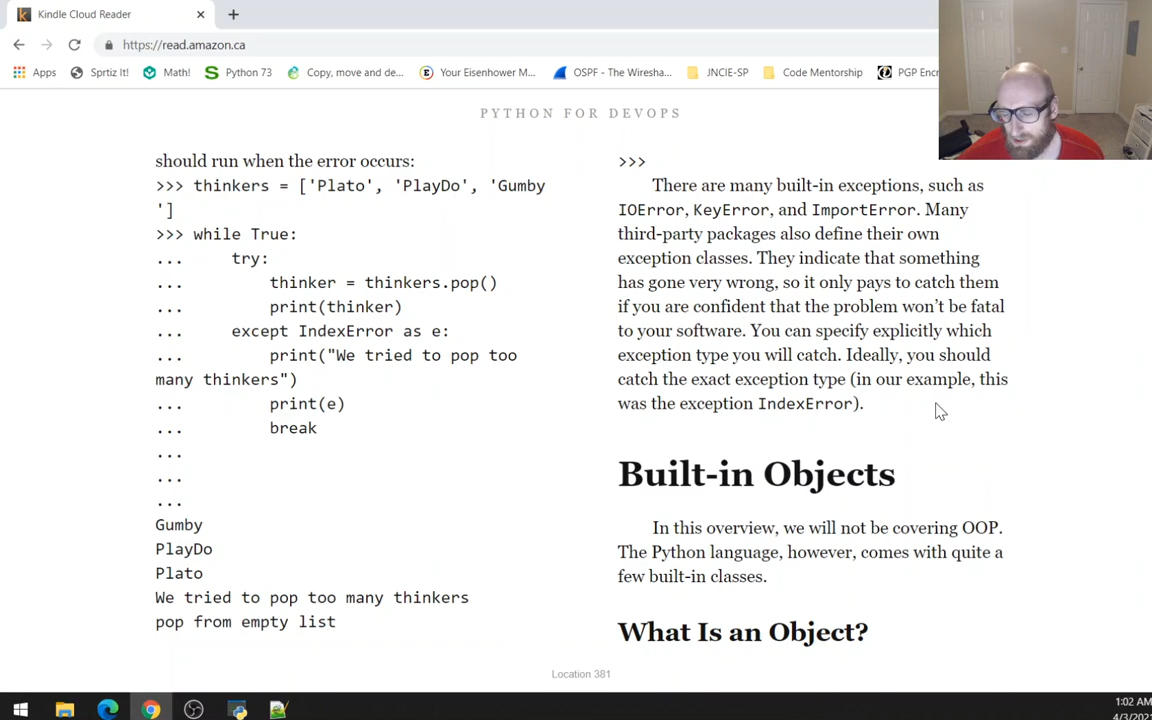 Kindle Cloud Reader
https://read.amazon.ca
Apps
Sprtiz It!
Math!
Python 73
Copy, move and de...
Your Eisenhower M...
OSPF - The Wiresha...
JNCIE-SP
Code Mentorship
PGP Encr
PYTHON FOR DEVOPS
should run when the error occurs:
>>> thinkers = ['Plato', 'PlayDo', 'Gumby
']
>>> while True:
... try:
... thinker = thinkers.pop()
... print(thinker)
... except IndexError as e:
... print("We tried to pop too
many thinkers")
... print(e)
... break
...
...
...
Gumby
PlayDo
Plato
We tried to pop too many thinkers
pop from empty list
>>>
There are many built-in exceptions, such as
IOError, KeyError, and ImportError. Many
third-party packages also define their own
exception classes. They indicate that something
has gone very wrong, so it only pays to catch them
if you are confident that the problem won't be fatal
to your software. You can specify explicitly which
exception type you will catch. Ideally, you should
catch the exact exception type (in our example, this
was the exception IndexError).
Built-in Objects
In this overview, we will not be covering OOP.
The Python language, however, comes with quite a
few built-in classes.
What Is an Object?
Location 381
1:02 AM
4/3/202